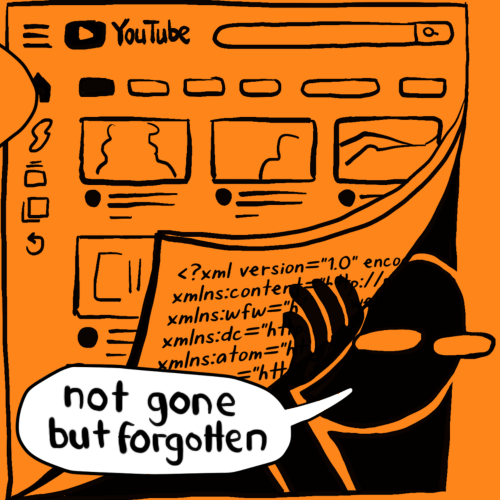 YouTube
<?xml version="1.0" enco
xmlns:content="http://
xmlns:wfw="h
xmlns:dc="htt
xmlns:atom="h
="htt
not gone
but forgotten